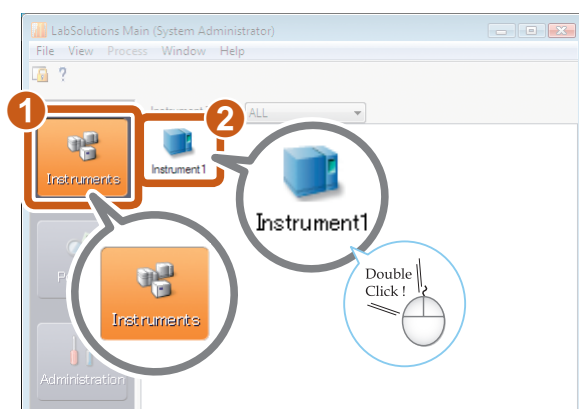 LabSolutions Main (System Administrator)
File View Process Window Help
?
1
2
ALL
Instruments
Instrument1
Instrument1
Instruments
Double
Click !
Administration